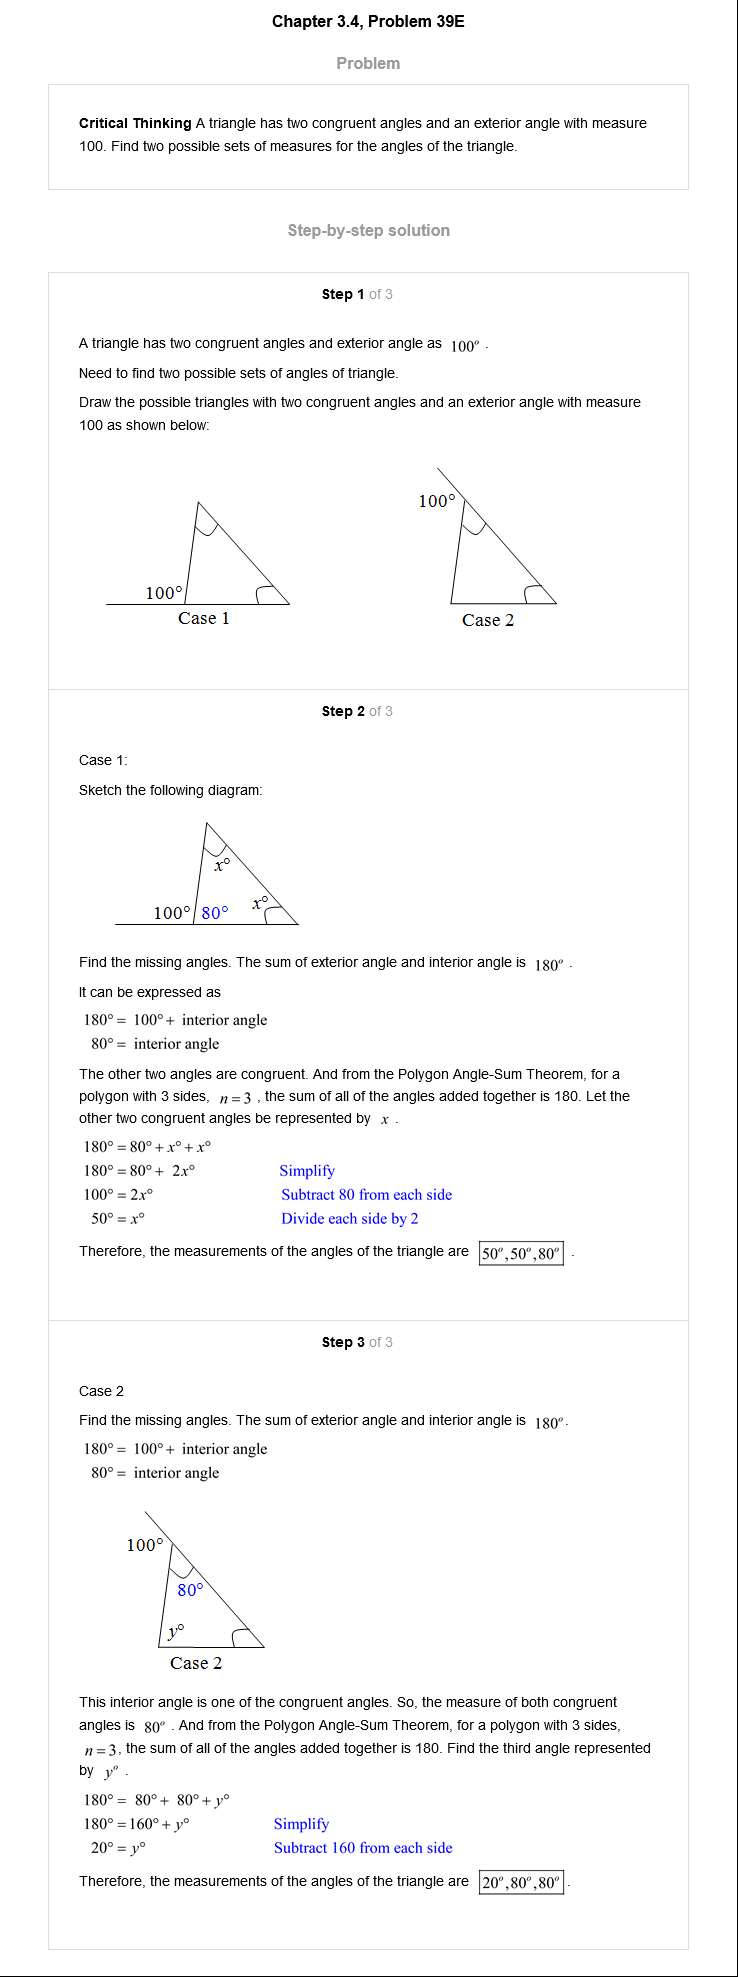 Chapter 3.4, Problem 39E
Problem
Critical Thinking A triangle has two congruent angles and an exterior angle with measure
100. Find two possible sets of measures for the angles of the triangle.
Step-by-step solution
Step 1 of 3
A triangle has two congruent angles and exterior angle as 100° .
Need to find two possible sets of angles of triangle.
Draw the possible triangles with two congruent angles and an exterior angle with measure
100 as shown below:
100°
100°
Case 1
Case 2
Step 2 of 3
Case 1:
Sketch the following diagram:
x°
100° 80° x°
Find the missing angles. The sum of exterior angle and interior angle is 180° .
It can be expressed as
180° = 100° + interior angle
80° = interior angle
The other two angles are congruent. And from the Polygon Angle-Sum Theorem, for a
polygon with 3 sides, n = 3 , the sum of all of the angles added together is 180. Let the
other two congruent angles be represented by x .
180° = 80° + x° + x°
180° = 80° + 2x° Simplify
100° = 2x° Subtract 80 from each side
50° = x° Divide each side by 2
Therefore, the measurements of the angles of the triangle are 50°,50°,80° .
Step 3 of 3
Case 2
Find the missing angles. The sum of exterior angle and interior angle is 180°.
180° = 100° + interior angle
80° = interior angle
100°
80°
y°
Case 2
This interior angle is one of the congruent angles. So, the measure of both congruent
angles is 80° . And from the Polygon Angle-Sum Theorem, for a polygon with 3 sides,
n = 3, the sum of all of the angles added together is 180. Find the third angle represented
by y° .
180° = 80° + 80° + y°
180° = 160° + y° Simplify
20° = y° Subtract 160 from each side
Therefore, the measurements of the angles of the triangle are 20°,80°,80° .